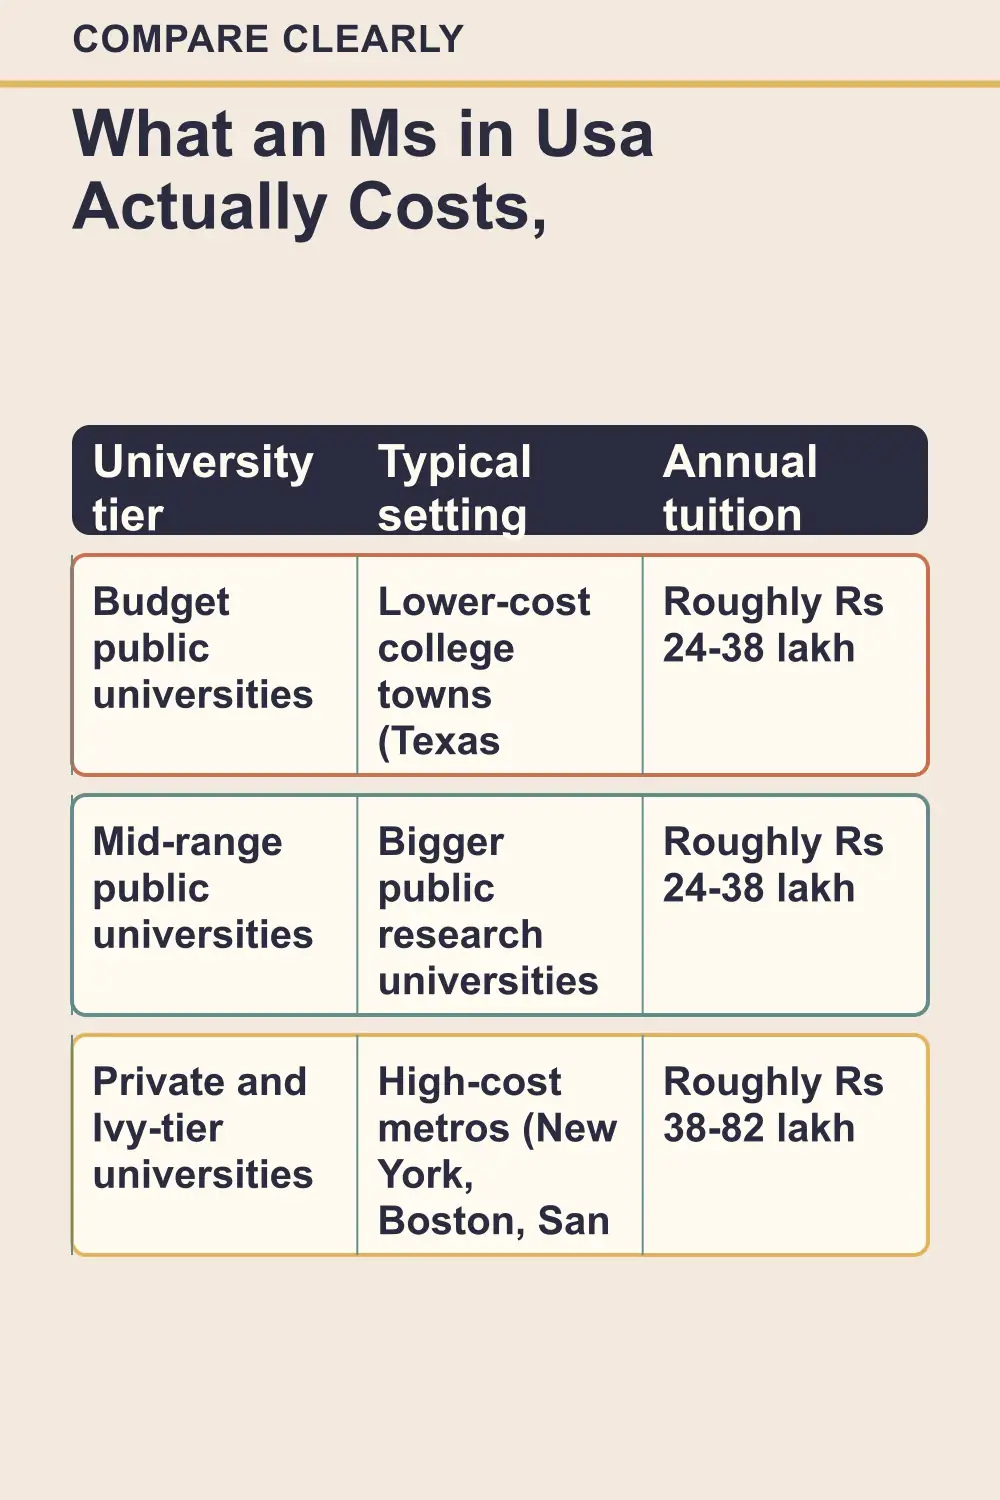 COMPARE CLEARLY
What an Ms in Usa
Actually Costs,
University tier
Typical setting
Annual tuition
Budget
public
universities
Lower-cost
college
towns
(Texas
Roughly Rs
24-38 lakh
Mid-range
public
universities
Bigger
public
research
universities
Roughly Rs
24-38 lakh
Private and
Ivy-tier
universities
High-cost
metros (New
York,
Boston, San
Roughly Rs
38-82 lakh